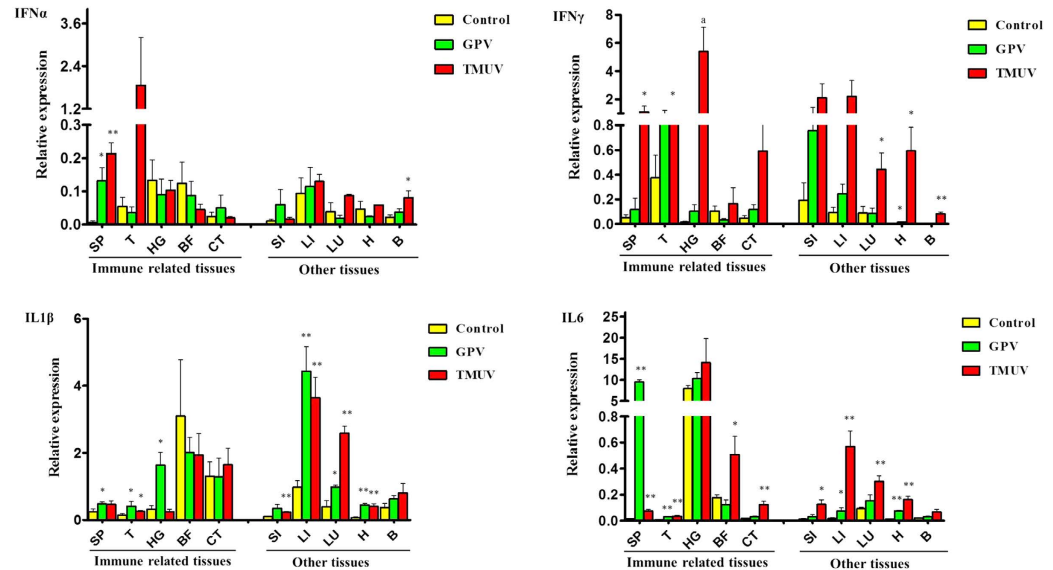 IFNα
Relative expression
3.6
2.4
1.2
0.3
0.2
0.1
0.0
Control
GPV
TMUV
* ** *
SP T HG BF CT SI LI LU H B
Immune related tissues Other tissues
IFNγ
Relative expression
8
6
4
2
0.8
0.6
0.4
0.2
0.0
Control
GPV
TMUV
* * a * * * **
SP T HG BF CT SI LI LU H B
Immune related tissues Other tissues
IL1β
Relative expression
6
4
2
0
Control
GPV
TMUV
* * * * ** ** ** * ** ** **
SP T HG BF CT SI LI LU H B
Immune related tissues Other tissues
IL6
Relative expression
25
20
15
10
5
0.8
0.6
0.4
0.2
0.0
Control
GPV
TMUV
** ** ** ** * ** * * ** ** ** **
SP T HG BF CT SI LI LU H B
Immune related tissues Other tissues